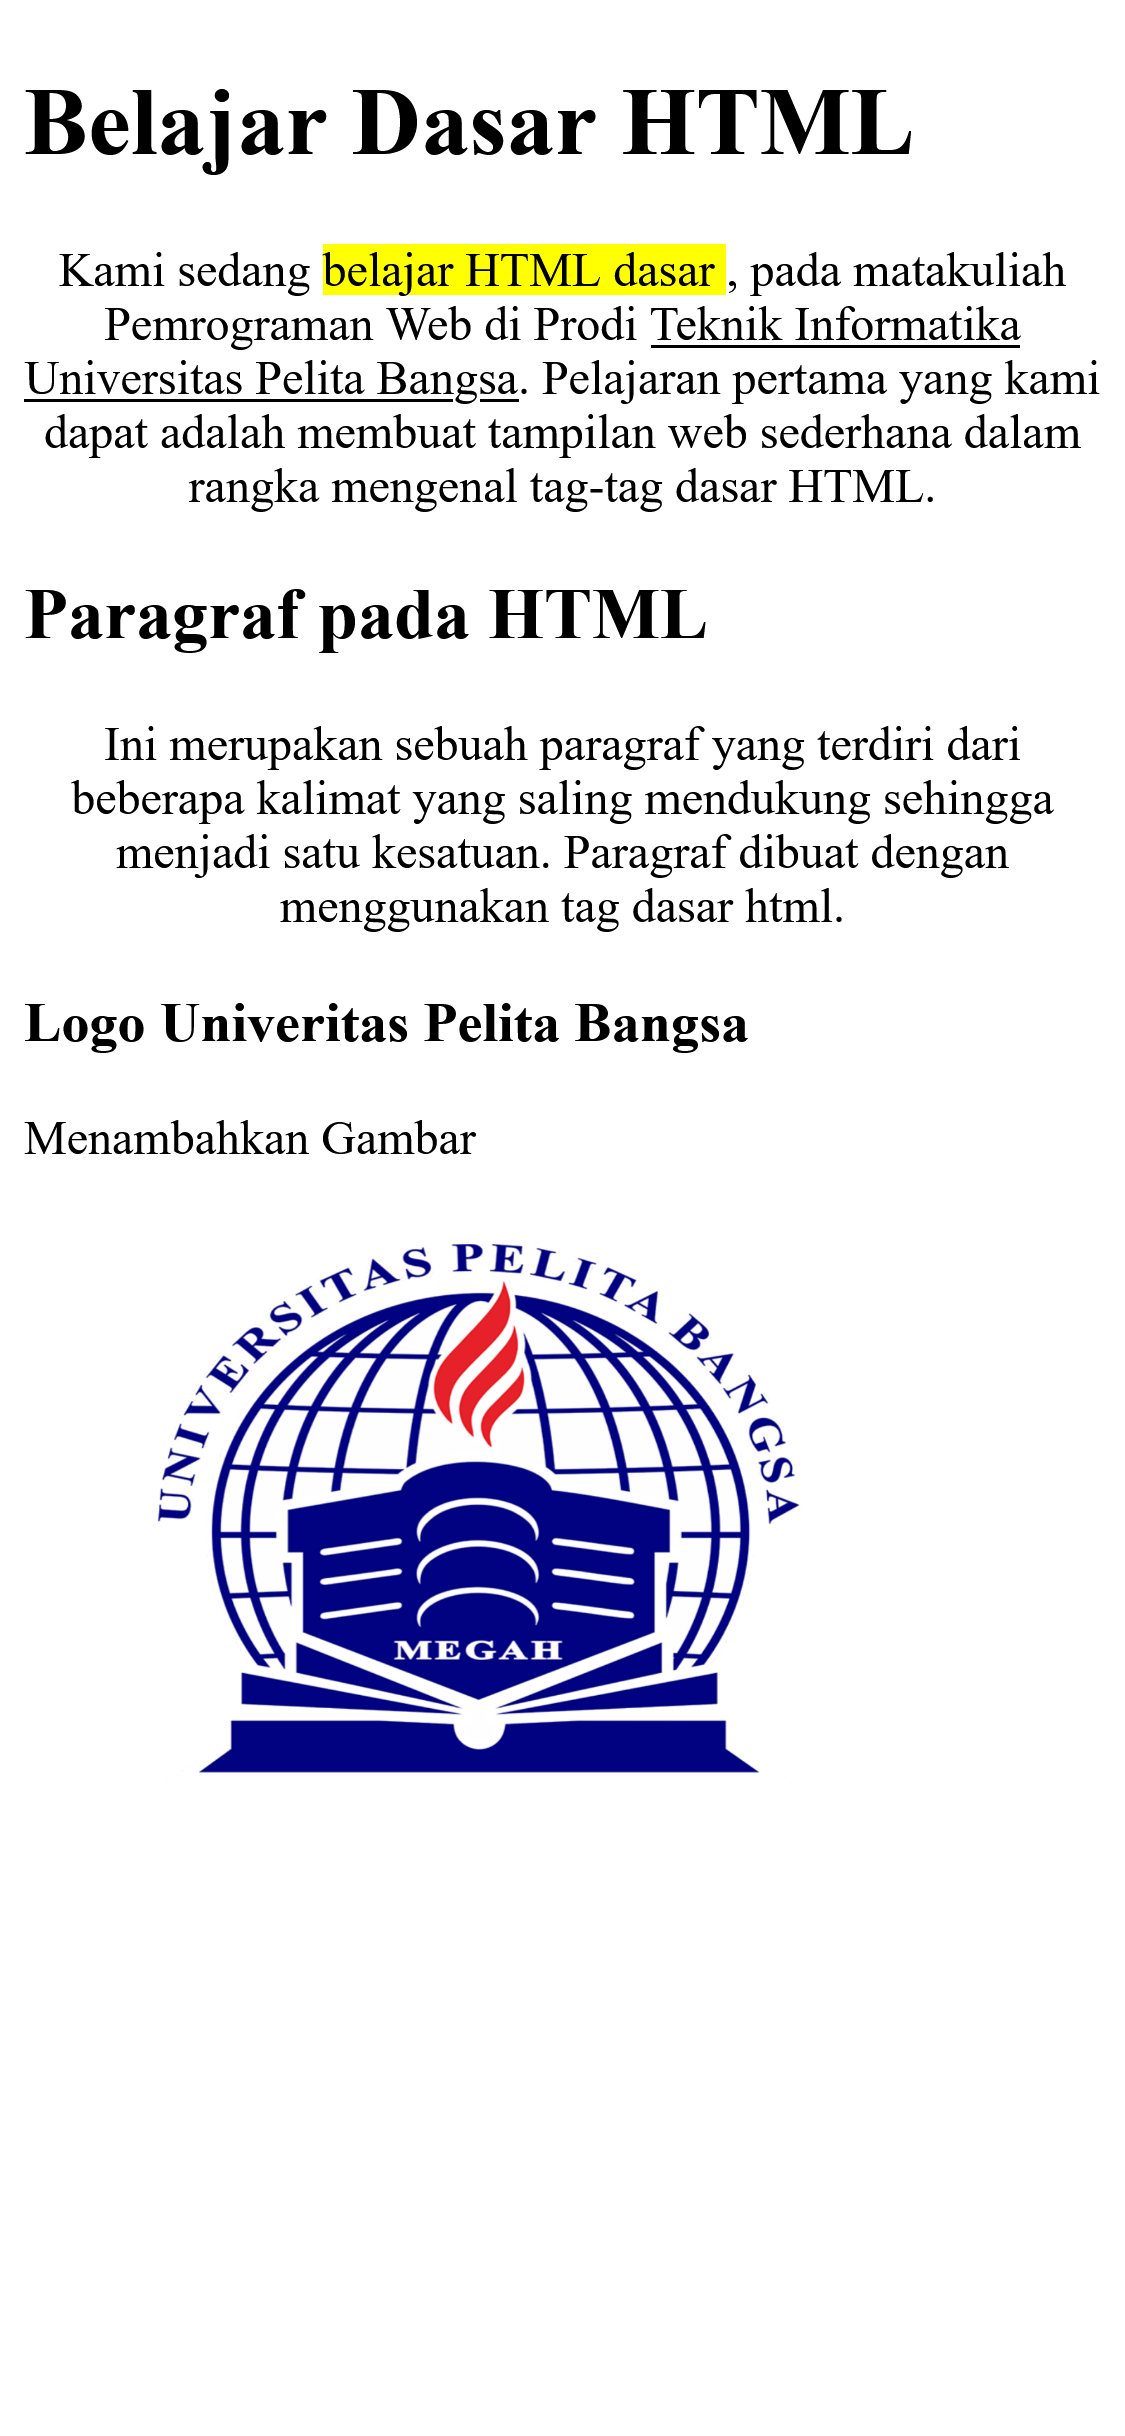 Belajar Dasar HTML
Kami sedang belajar HTML dasar , pada matakuliah
Pemrograman Web di Prodi Teknik Informatika
Universitas Pelita Bangsa. Pelajaran pertama yang kami
dapat adalah membuat tampilan web sederhana dalam
rangka mengenal tag-tag dasar HTML.
Paragraf pada HTML
Ini merupakan sebuah paragraf yang terdiri dari
beberapa kalimat yang saling mendukung sehingga
menjadi satu kesatuan. Paragraf dibuat dengan
menggunakan tag dasar html.
Logo Univeritas Pelita Bangsa
Menambahkan Gambar
UNIVERSITAS PELITA BANGSA
MEGAH